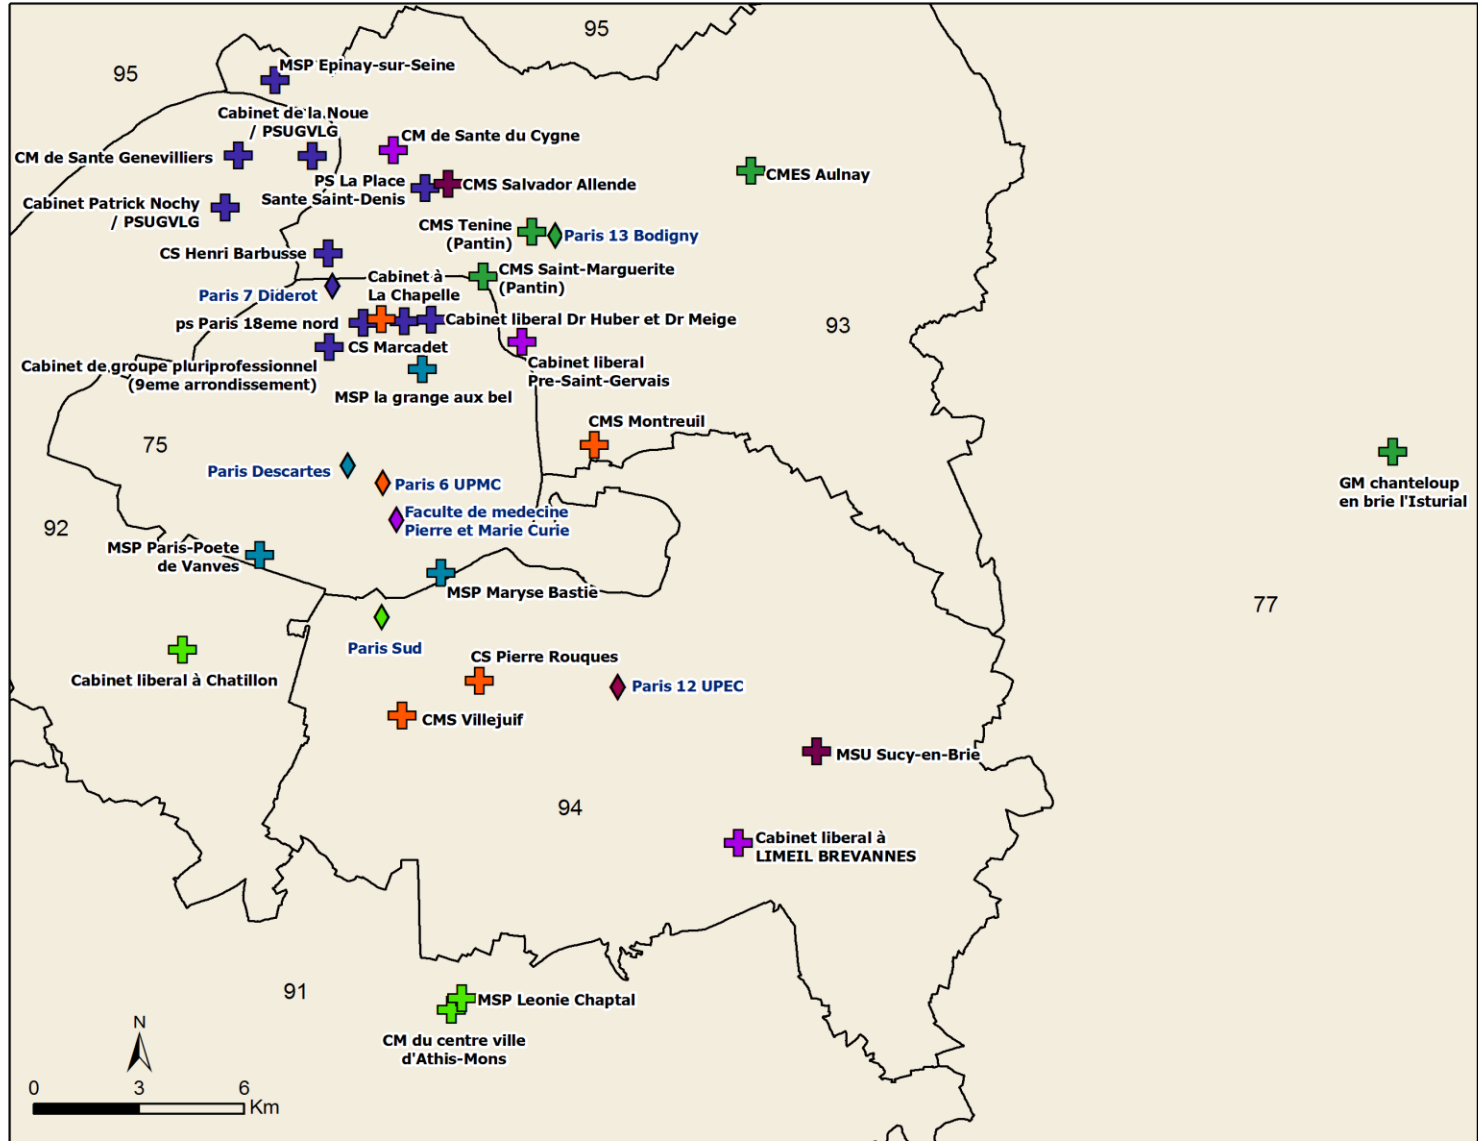 95
95
MSP Epinay-sur-Seine
Cabinet de la Noue
/ PSUGVLG
CM de Sante du Cygne
CM de Sante Genevilliers
PS La Place
Sante Saint-Denis
CMS Salvador Allende
CMES Aulnay
Cabinet Patrick Nochy
/ PSUGVLG
CMS Tenine
(Pantin)
Paris 13 Bodigny
CS Henri Barbusse
Cabinet à
La Chapelle
CMS Saint-Marguerite
(Pantin)
Paris 7 Diderot
ps Paris 18eme nord
Cabinet liberal Dr Huber et Dr Meige
93
CS Marcadet
Cabinet de groupe pluriprofessionnel
(9eme arrondissement)
Cabinet liberal
Pre-Saint-Gervais
MSP la grange aux bel
CMS Montreuil
75
Paris Descartes
Paris 6 UPMC
GM chanteloup
en brie l'Isturial
Faculte de medecine
Pierre et Marie Curie
92
MSP Paris-Poete
de Vanves
MSP Maryse Bastie
77
Paris Sud
CS Pierre Rouques
Cabinet liberal à Chatillon
Paris 12 UPEC
CMS Villejuif
MSU Sucy-en-Brie
94
Cabinet liberal à
LIMEIL BREVANNES
91
MSP Leonie Chaptal
CM du centre ville
d'Athis-Mons
N
0 3 6
Km